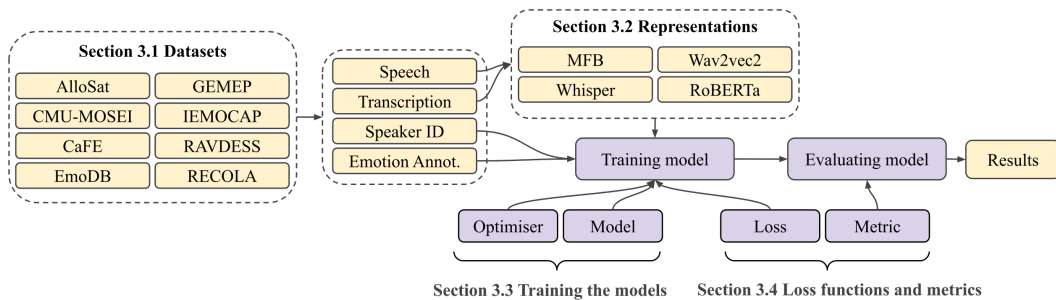 Section 3.1 Datasets
AlloSat
GEMEP
CMU-MOSEI
IEMOCAP
CaFE
RAVDESS
EmoDB
RECOLA
Speech
Transcription
Speaker ID
Emotion Annot.
Section 3.2 Representations
MFB
Wav2vec2
Whisper
RoBERTa
Training model
Evaluating model
Results
Optimiser
Model
Loss
Metric
Section 3.3 Training the models
Section 3.4 Loss functions and metrics